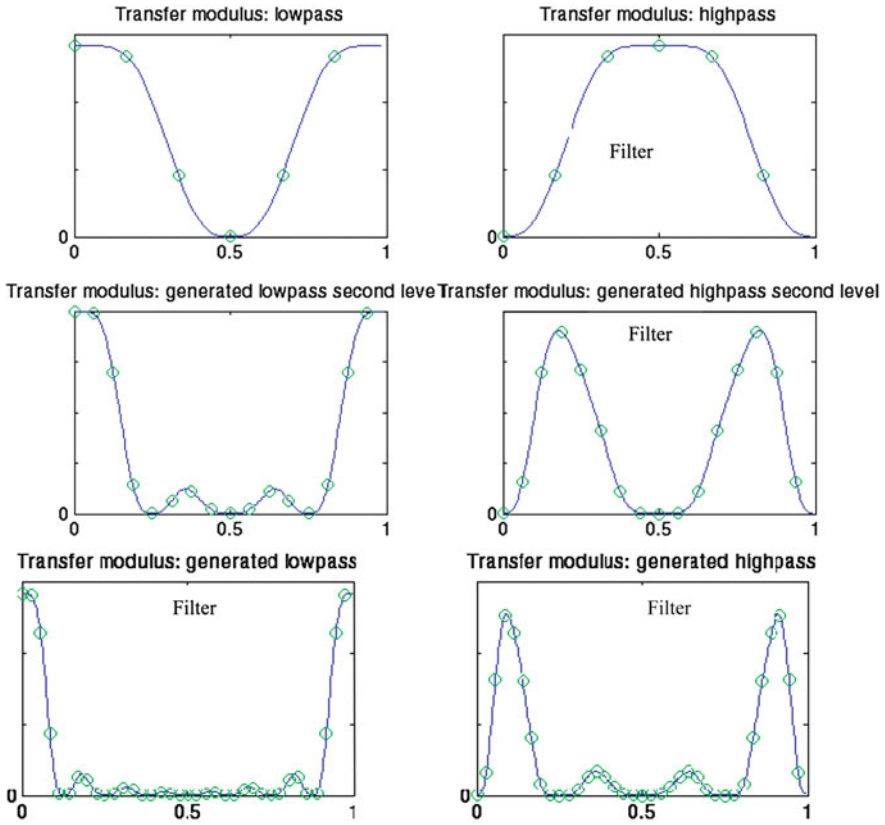 Transfer modulus: lowpass
Transfer modulus: highpass
0
0 0.5 1
Filter
0
0 0.5 1
Transfer modulus: generated lowpass second leve
Transfer modulus: generated highpass second level
0
0 0.5 1
Filter
0
0 0.5 1
Transfer modulus: generated lowpass
Transfer modulus: generated highpass
Filter
0
0 0.5 1
Filter
0
0 0.5 1